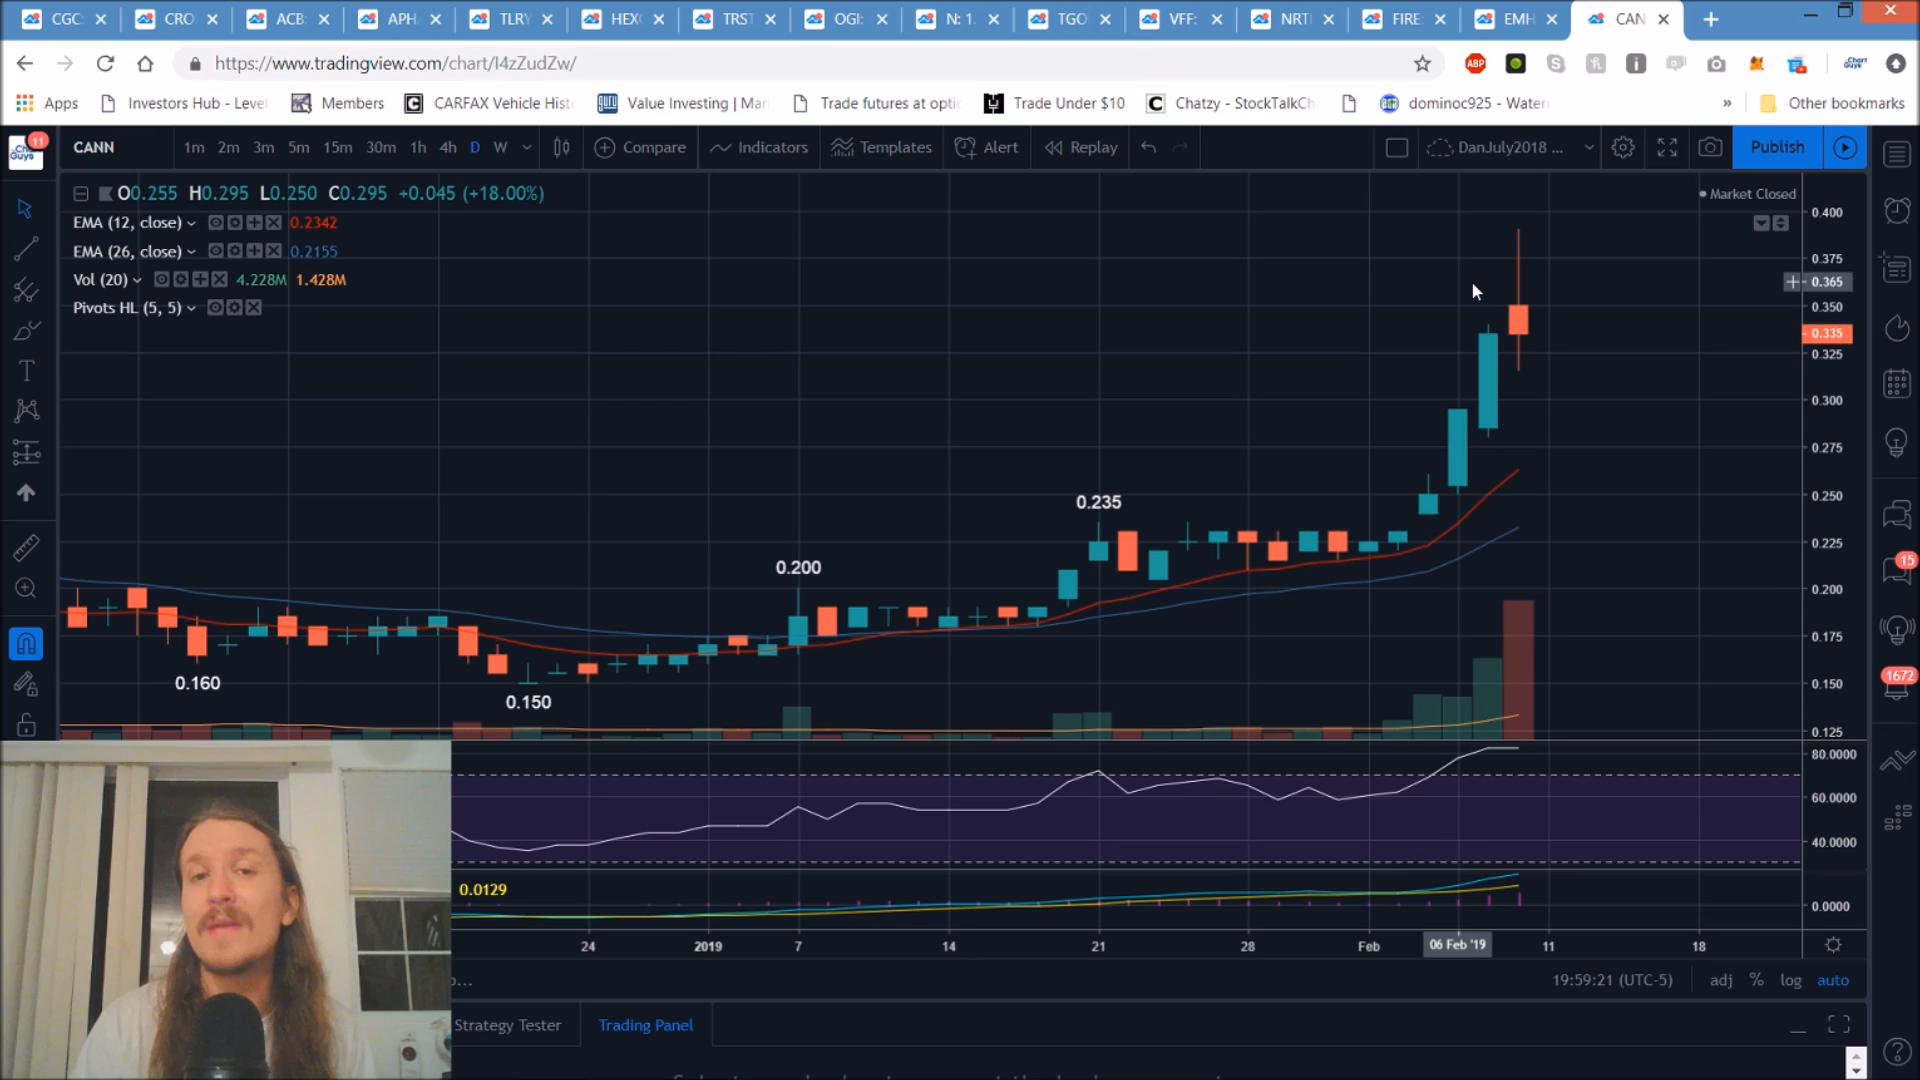 CGC CRO ACB: APH TLRY HEXO TRST OGI: N: 1. TGO VFF: NRTI FIRE EMH CAN
https://www.tradingview.com/chart/I4zZudZw/
ABP
Apps Investors Hub - Level Members CARFAX Vehicle Histo guru Value Investing | Mar Trade futures at optio Trade Under $10 Chatzy - StockTalkCh dominoc925 - Water » Other bookmarks
11 CANN 1m 2m 3m 5m 15m 30m 1h 4h D W Compare Indicators Templates Alert Replay DanJuly2018 ... Publish
O0.255 H0.295 L0.250 C0.295 +0.045 (+18.00%)
Market Closed
EMA (12, close) 0.2342
EMA (26, close) 0.2155
Vol (20) 4.228M 1.428M
Pivots HL (5, 5)
0.400
0.375
0.365
0.350
0.335
0.325
0.300
0.275
0.250
0.225
0.200
0.175
0.150
0.125
0.235
0.200
0.160
0.150
15
1672
80.0000
60.0000
40.0000
0.0129
0.0000
24 2019 7 14 21 28 Feb 06 Feb '19 11 18
19:59:21 (UTC-5) adj % log auto
Strategy Tester Trading Panel